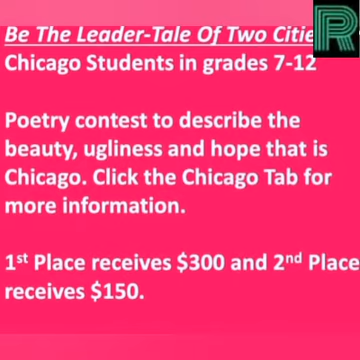 Be The Leader-Tale Of Two Citie
Chicago Students in grades 7-12
Poetry contest to describe the
beauty, ugliness and hope that is
Chicago. Click the Chicago Tab for
more information.
1st Place receives $300 and 2nd Place
receives $150.
R